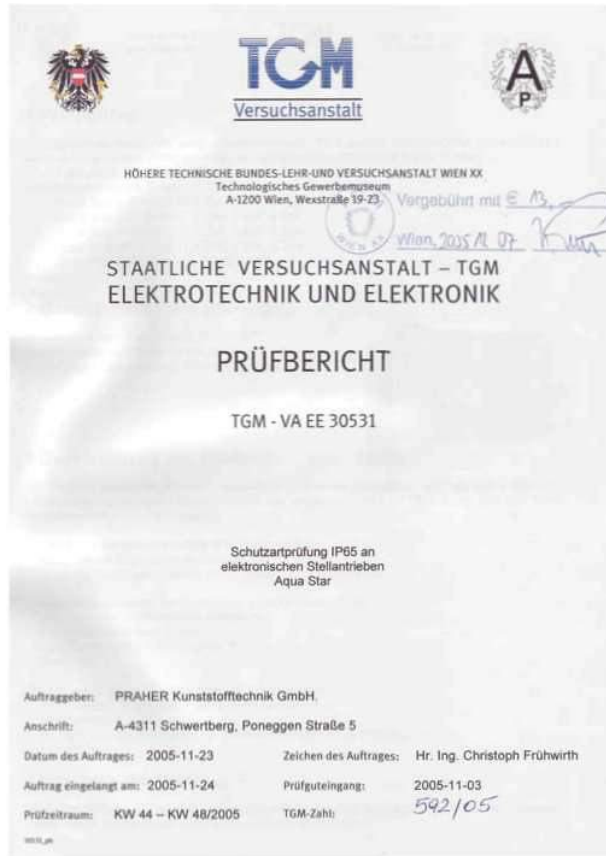 TGM
Versuchsanstalt
A
P
HÖHERE TECHNISCHE BUNDES-LEHR-UND VERSUCHSANSTALT WIEN XX
Technologisches Gewerbemuseum
A-1200 Wien, Wexstraße 19-23
Vergebührt mit € 13,
WIEN XX
Wien, 2005 12 07
STAATLICHE VERSUCHSANSTALT – TGM
ELEKTROTECHNIK UND ELEKTRONIK
PRÜFBERICHT
TGM - VA EE 30531
Schutzartprüfung IP65 an
elektronischen Stellantrieben
Aqua Star
Auftraggeber: PRAHER Kunststofftechnik GmbH.
Anschrift: A-4311 Schwertberg, Poneggen Straße 5
Datum des Auftrages: 2005-11-23 Zeichen des Auftrages: Hr. Ing. Christoph Frühwirth
Auftrag eingelangt am: 2005-11-24 Prüfguteingang: 2005-11-03
Prüfzeitraum: KW 44 – KW 48/2005 TGM-Zahl: 592/05